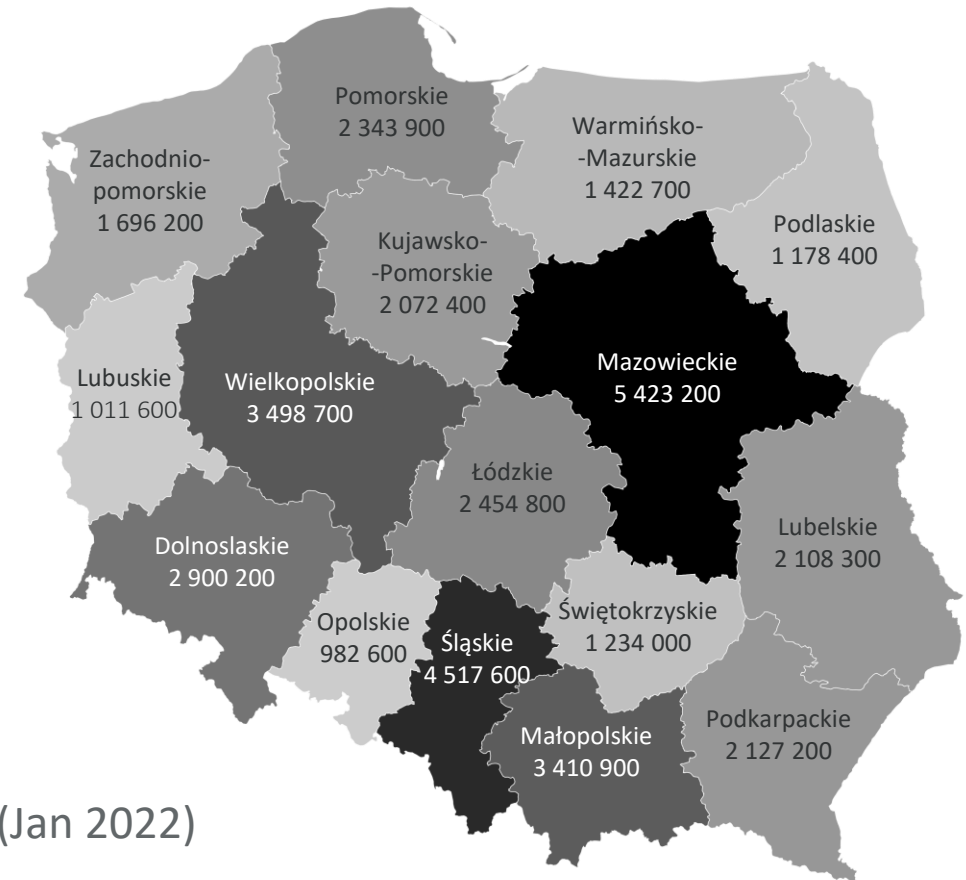 Pomorskie
2 343 900
Warmińsko-
-Mazurskie
1 422 700
Zachodnio-
pomorskie
1 696 200
Podlaskie
1 178 400
Kujawsko-
-Pomorskie
2 072 400
Mazowieckie
5 423 200
Lubuskie
1 011 600
Wielkopolskie
3 498 700
Łódzkie
2 454 800
Lubelskie
2 108 300
Dolnoslaskie
2 900 200
Świętokrzyskie
1 234 000
Opolskie
982 600
Śląskie
4 517 600
Podkarpackie
2 127 200
Małopolskie
3 410 900
(Jan 2022)